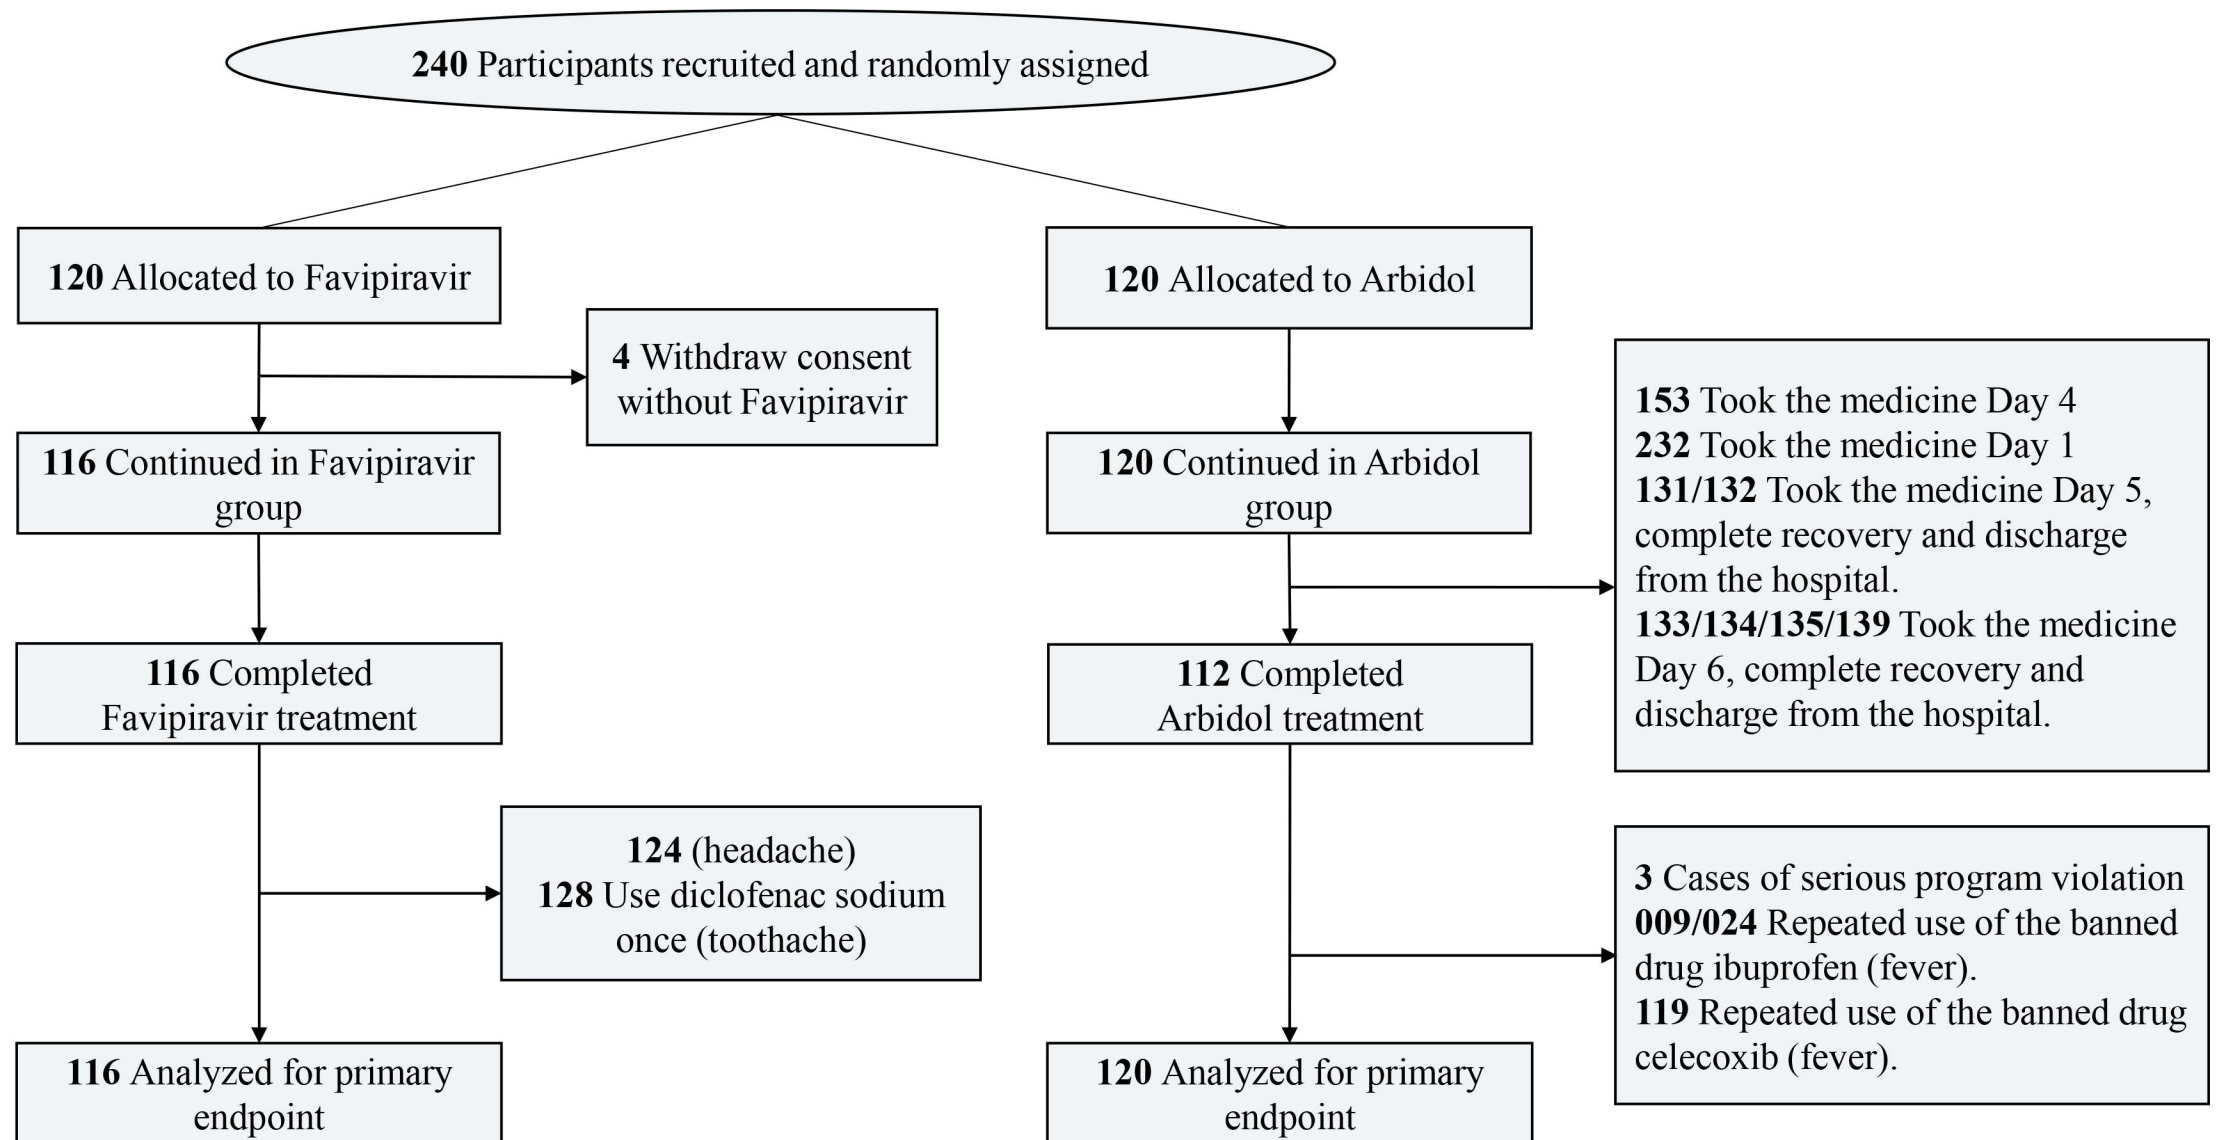 240 Participants recruited and randomly assigned
120 Allocated to Favipiravir
120 Allocated to Arbidol
4 Withdraw consent
without Favipiravir
116 Continued in Favipiravir
group
120 Continued in Arbidol
group
153 Took the medicine Day 4
232 Took the medicine Day 1
131/132 Took the medicine Day 5,
complete recovery and discharge
from the hospital.
133/134/135/139 Took the medicine
Day 6, complete recovery and
discharge from the hospital.
116 Completed
Favipiravir treatment
112 Completed
Arbidol treatment
124 (headache)
128 Use diclofenac sodium
once (toothache)
3 Cases of serious program violation
009/024 Repeated use of the banned
drug ibuprofen (fever).
119 Repeated use of the banned drug
celecoxib (fever).
116 Analyzed for primary
endpoint
120 Analyzed for primary
endpoint